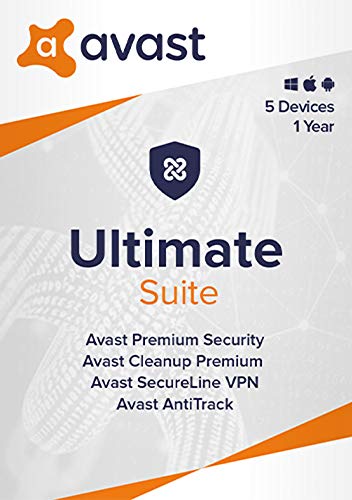 avast
5 Devices
1 Year
Ultimate
Suite
Avast Premium Security
Avast Cleanup Premium
Avast SecureLine VPN
Avast AntiTrack